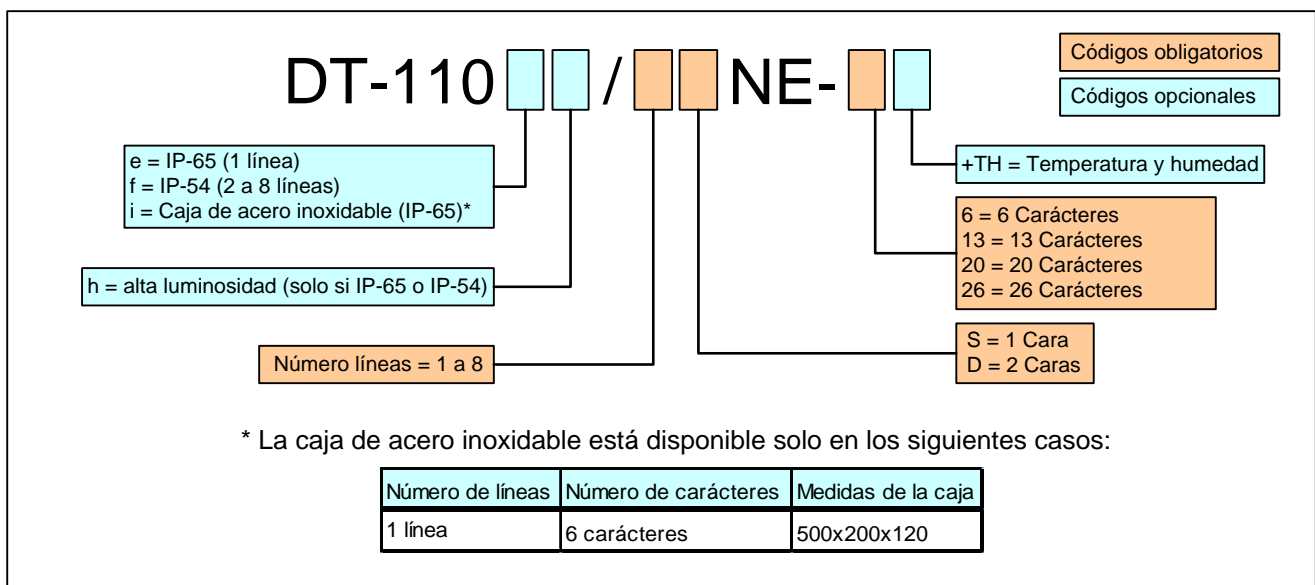 DT-110 / NE-
Códigos obligatorios
Códigos opcionales
e = IP-65 (1 línea)
f = IP-54 (2 a 8 líneas)
i = Caja de acero inoxidable (IP-65)*
+TH = Temperatura y humedad
6 = 6 Carácteres
13 = 13 Carácteres
20 = 20 Carácteres
26 = 26 Carácteres
h = alta luminosidad (solo si IP-65 o IP-54)
Número líneas = 1 a 8
S = 1 Cara
D = 2 Caras
* La caja de acero inoxidable está disponible solo en los siguientes casos:
Número de líneas Número de carácteres Medidas de la caja
1 línea 6 carácteres 500x200x120